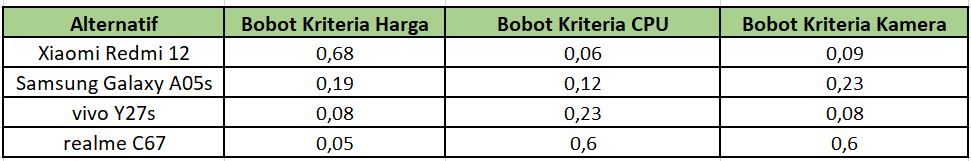 Alternatif Bobot Kriteria Harga Bobot Kriteria CPU Bobot Kriteria Kamera
Xiaomi Redmi 12 0,68 0,06 0,09
Samsung Galaxy A05s 0,19 0,12 0,23
vivo Y27s 0,08 0,23 0,08
realme C67 0,05 0,6 0,6